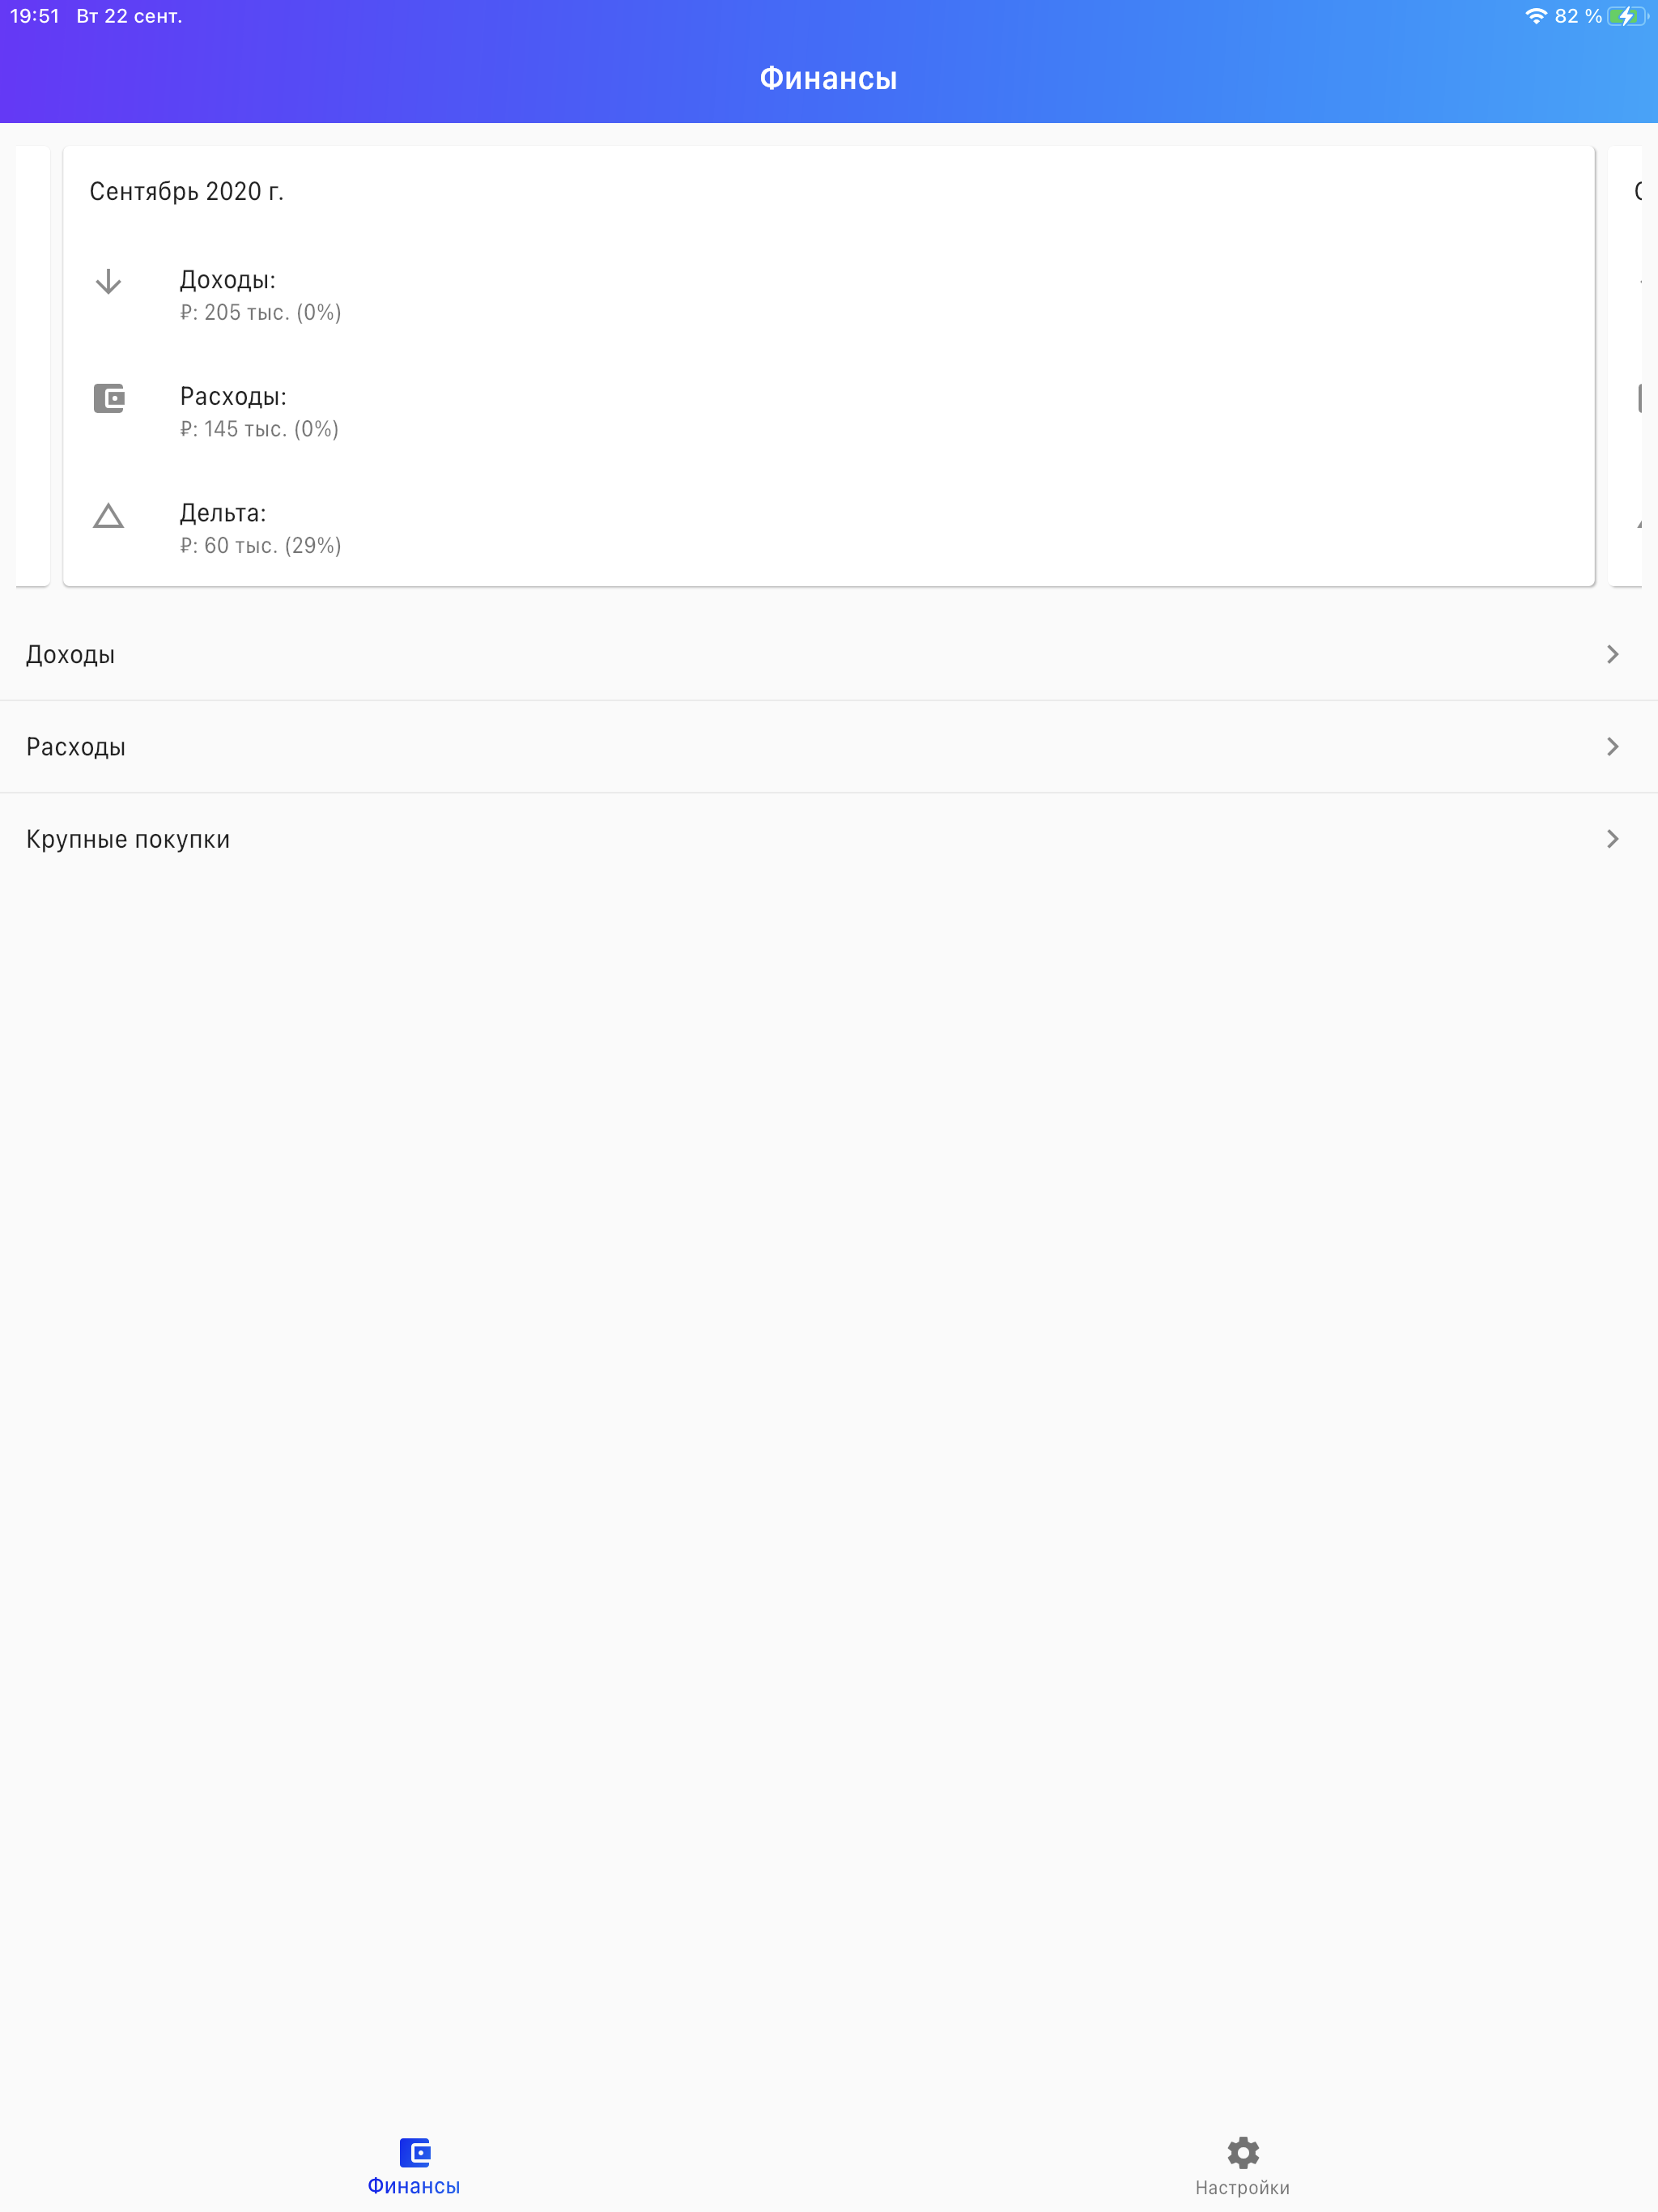 19:51 Вт 22 сент. 82 %
Финансы
Сентябрь 2020 г.
Доходы:
₽: 205 тыс. (0%)
Расходы:
₽: 145 тыс. (0%)
Дельта:
₽: 60 тыс. (29%)
Доходы
Расходы
Крупные покупки
Финансы
Настройки